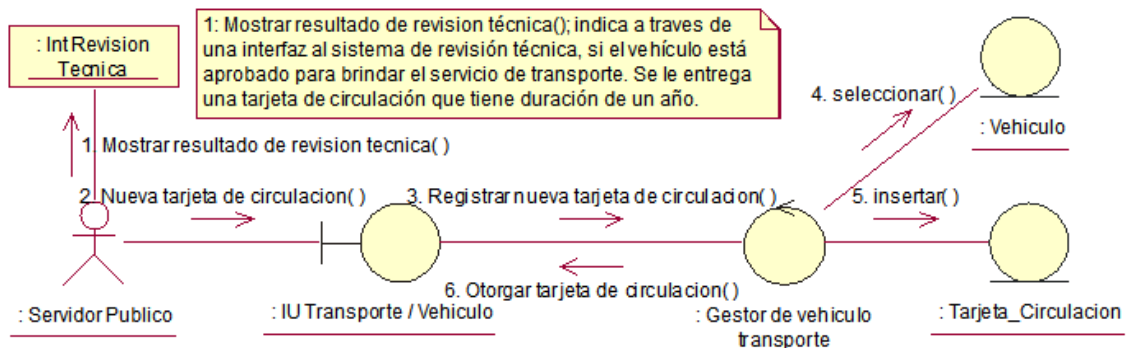 : Int Revision
Tecnica
1: Mostrar resultado de revision técnica(); indica a traves de
una interfaz al sistema de revisión técnica, si el vehículo está
aprobado para brindar el servicio de transporte. Se le entrega
una tarjeta de circulación que tiene duración de un año.
4. seleccionar( )
: Vehiculo
1. Mostrar resultado de revision tecnica( )
2. Nueva tarjeta de circulacion( )
3. Registrar nueva tarjeta de circulacion( )
5. insertar( )
6. Otorgar tarjeta de circulacion( )
: Servidor Publico
: IU Transporte / Vehiculo
: Gestor de vehiculo
transporte
: Tarjeta_Circulacion